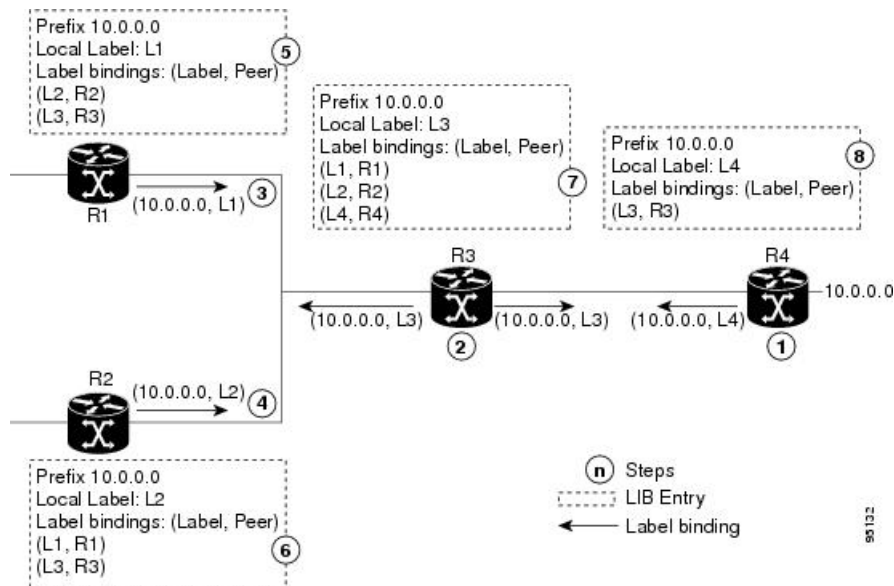 Prefix 10.0.0.0
Local Label: L1
Label bindings: (Label, Peer)
(L2, R2)
(L3, R3)
5
R1
(10.0.0.0, L1)
3
Prefix 10.0.0.0
Local Label: L3
Label bindings: (Label, Peer)
(L1, R1)
(L2, R2)
(L4, R4)
7
Prefix 10.0.0.0
Local Label: L4
Label bindings: (Label, Peer)
(L3, R3)
8
R3
R4
10.0.0.0
(10.0.0.0, L3)
(10.0.0.0, L3)
(10.0.0.0, L4)
2
1
R2
(10.0.0.0, L2)
4
Prefix 10.0.0.0
Local Label: L2
Label bindings: (Label, Peer)
(L1, R1)
(L3, R3)
6
n Steps
LIB Entry
Label binding
95132